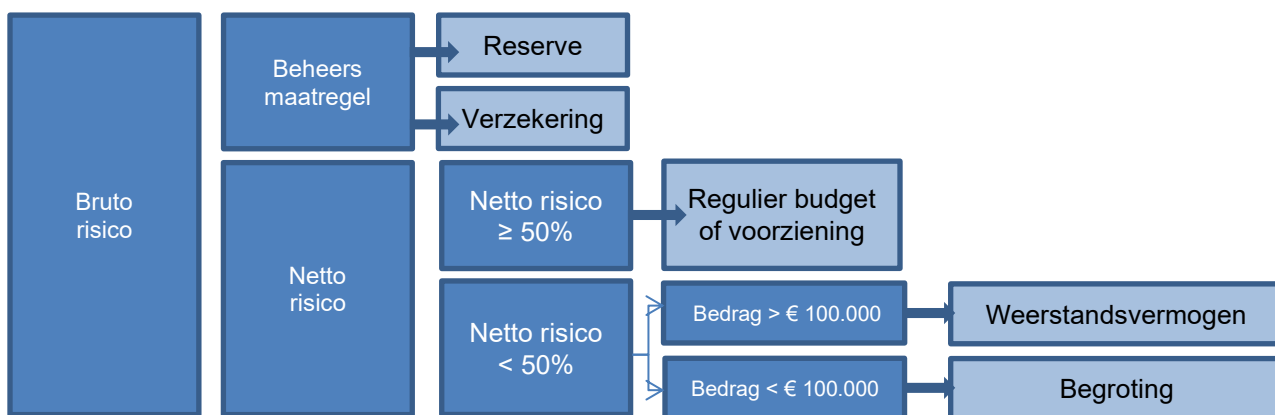 Bruto
risico
Beheers
maatregel
Reserve
Verzekering
Netto
risico
Netto risico
≥ 50%
Regulier budget
of voorziening
Netto risico
< 50%
Bedrag > € 100.000
Weerstandsvermogen
Bedrag < € 100.000
Begroting